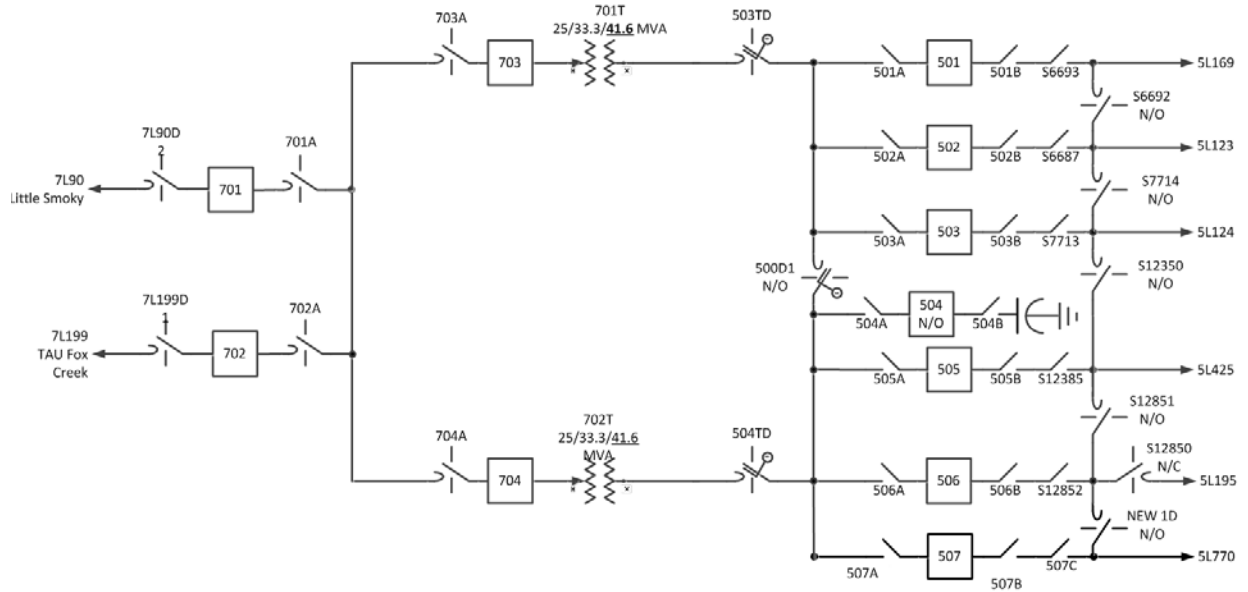 701T
25/33.3/41.6 MVA
703A
503TD
703
501A
501
501B
S6693
5L169
S6692
N/O
7L90D
2
701A
701
7L90
Little Smoky
502A
502
502B
S6687
5L123
S7714
N/O
503A
503
503B
S7713
5L124
500D1
N/O
S12350
N/O
504A
504
N/O
504B
7L199D
1
702A
702
7L199
TAU Fox
Creek
505A
505
505B
S12385
5L425
S12851
N/O
702T
25/33.3/41.6
MVA
704A
504TD
704
506A
506
506B
S12852
S12850
N/C
5L195
NEW 1D
N/O
507A
507
507B
507C
5L770